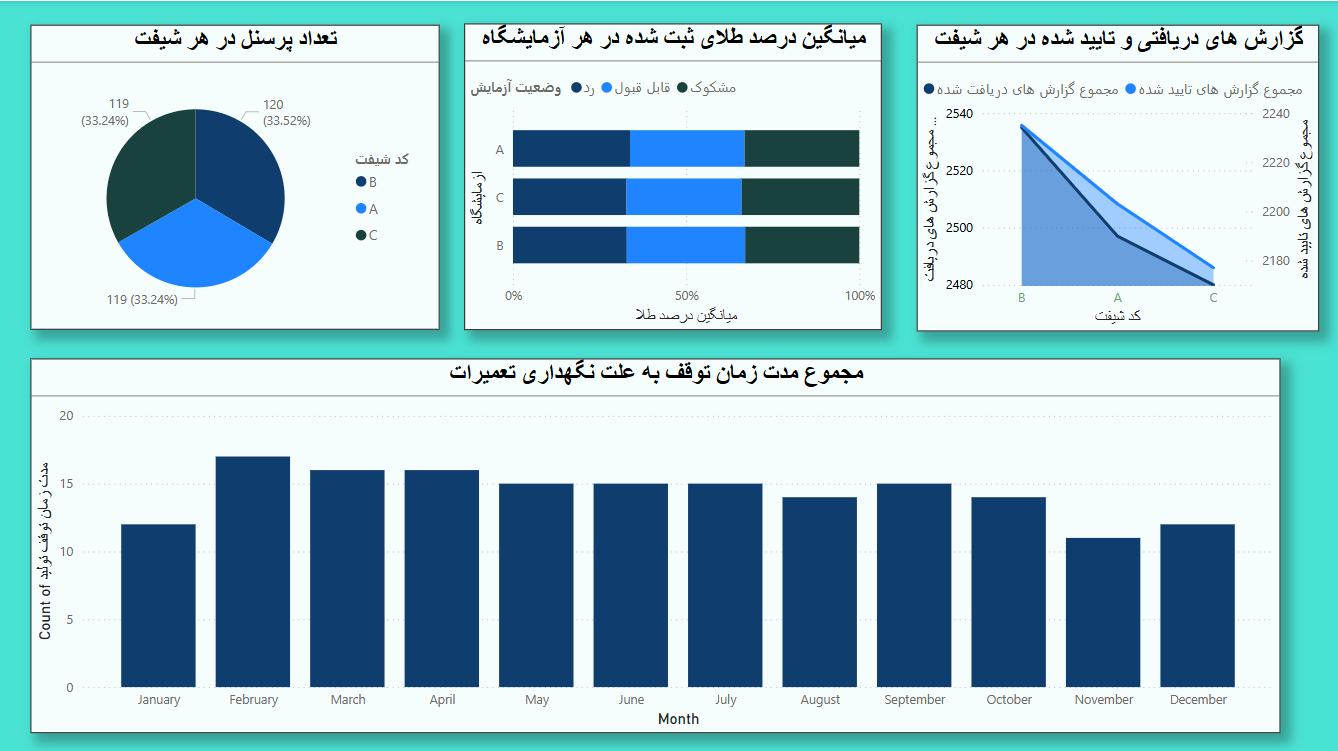 تعداد پرسنل در هر شیفت
119
(33.24%)
120
(33.52%)
119 (33.24%)
کد شیفت
B
A
C
میانگین درصد طلای ثبت شده در هر آزمایشگاه
وضعیت آزمایش رد قابل قبول مشکوک
آزمایشگاه
A
C
B
0% 50% 100%
میانگین درصد طلا
گزارش های دریافتی و تایید شده در هر شیفت
مجموع گزارش های دریافت شده مجموع گزارش های تایید شده
مجموع گزارش های دریافت ...
2540
2520
2500
2480
2240
2220
2200
2180
مجموع گزارش های تایید شده
B A C
کد شیفت
مجموع مدت زمان توقف به علت نگهداری تعمیرات
Count of مدت زمان توقف تولید
20
15
10
5
0
January February March April May June July August September October November December
Month